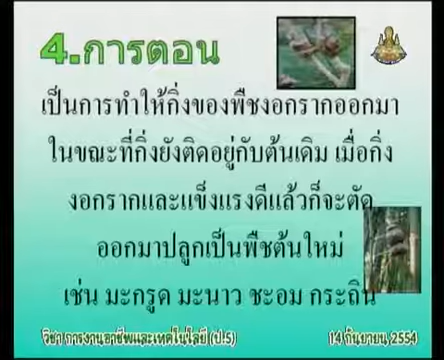 4.การตอน
เป็นการทำให้กิ่งของพืชงอกรากออกมา
ในขณะที่กิ่งยังติดอยู่กับต้นเดิม เมื่อกิ่ง
งอกรากและแข็งแรงดีแล้วก็จะตัด
ออกมาปลูกเป็นพืชต้นใหม่
เช่น มะกรูด มะนาว ชะอม กระถิน
วิชา การงานอาชีพและเทคโนโลยี (ป.5)
14 กันยายน 2554